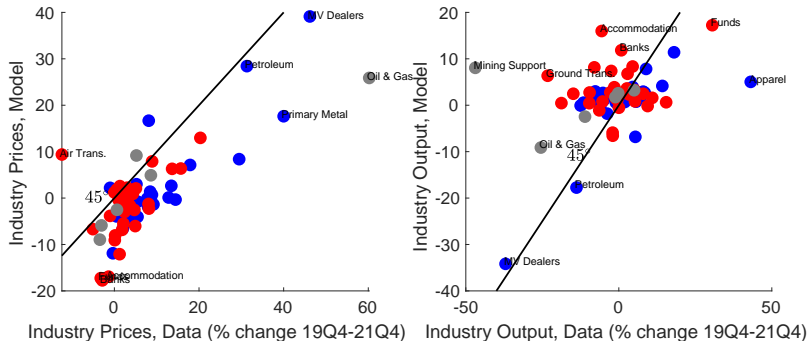 40
30
20
10
0
-10
-20
Industry Prices, Model
MV Dealers
Petroleum
Oil & Gas
Primary Metal
Air Trans.
45°
Accommodation
Banks
0
20
40
60
Industry Prices, Data (% change 19Q4-21Q4)
20
10
0
-10
-20
-30
-40
Industry Output, Model
Accommodation
Funds
Banks
Mining Support
Ground Trans.
Apparel
Oil & Gas
45°
Petroleum
MV Dealers
-50
0
50
Industry Output, Data (% change 19Q4-21Q4)